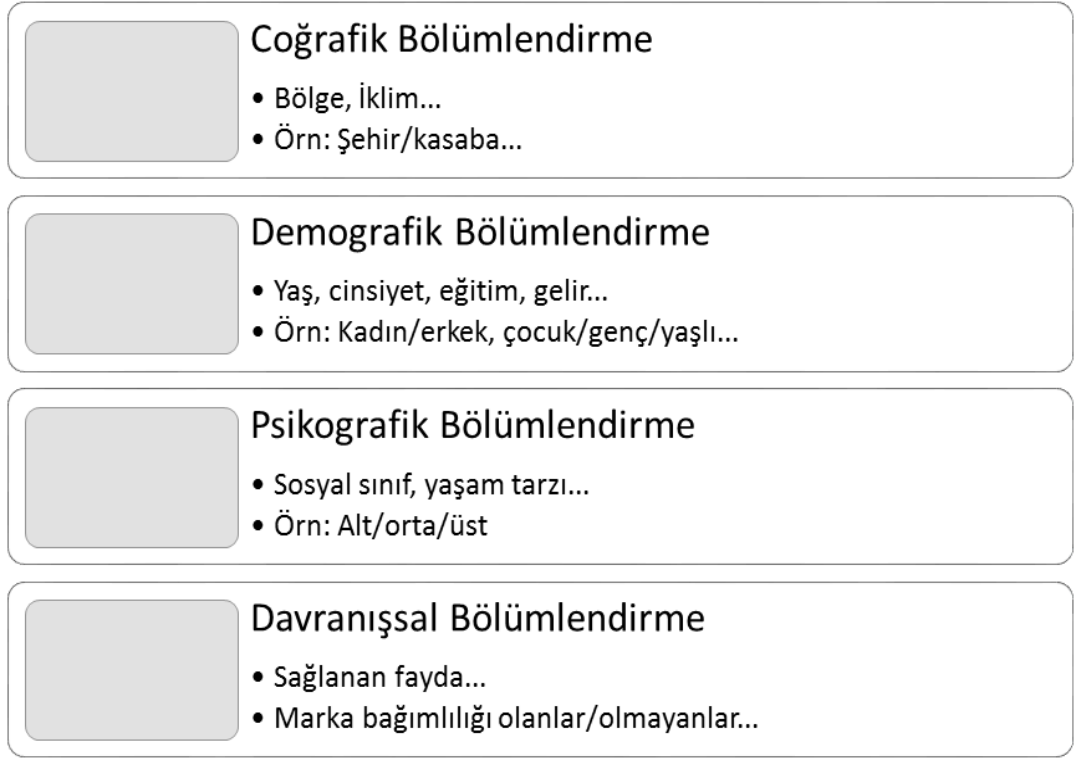 Coğrafik Bölümlendirme
• Bölge, İklim...
• Örn: Şehir/kasaba...
Demografik Bölümlendirme
• Yaş, cinsiyet, eğitim, gelir...
• Örn: Kadın/erkek, çocuk/genç/yaşlı...
Psikografik Bölümlendirme
• Sosyal sınıf, yaşam tarzı...
• Örn: Alt/orta/üst
Davranışsal Bölümlendirme
• Sağlanan fayda...
• Marka bağımlılığı olanlar/olmayanlar...